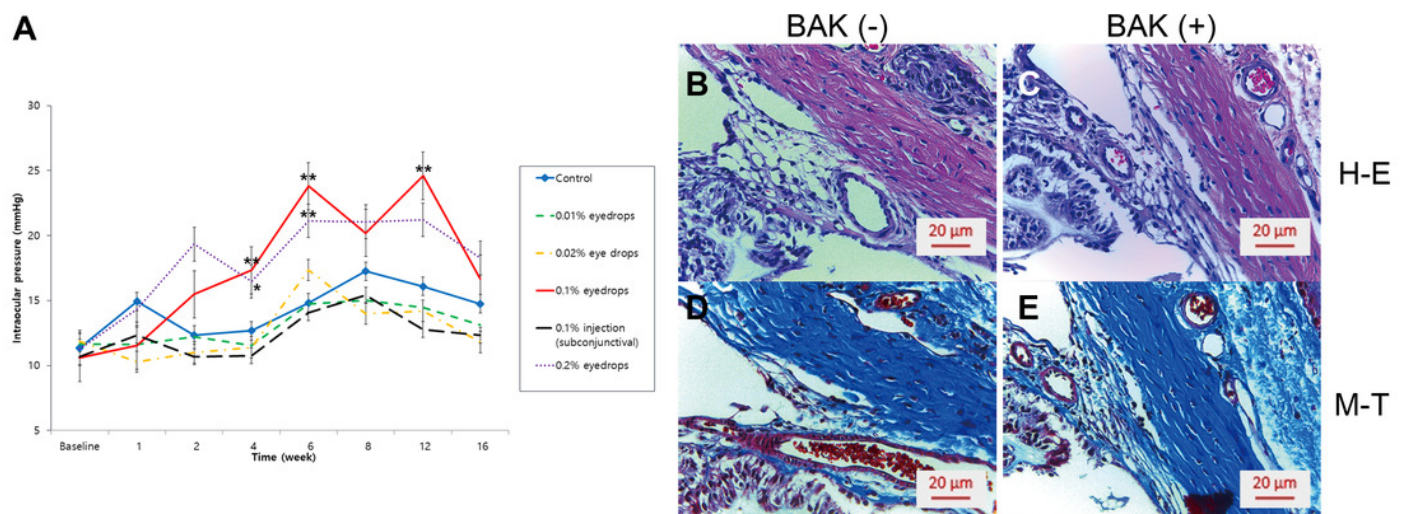 A
30
25
20
15
10
5
Intraocular pressure (mmHg)
**
**
**
*
**
Baseline 1 2 4 6 8 12 16
Time (week)
Control
0.01% eyedrops
0.02% eye drops
0.1% eyedrops
0.1% injection
(subconjunctival)
0.2% eyedrops
BAK (-) BAK (+)
B
20 µm
C
20 µm
H-E
D
20 µm
E
20 µm
M-T